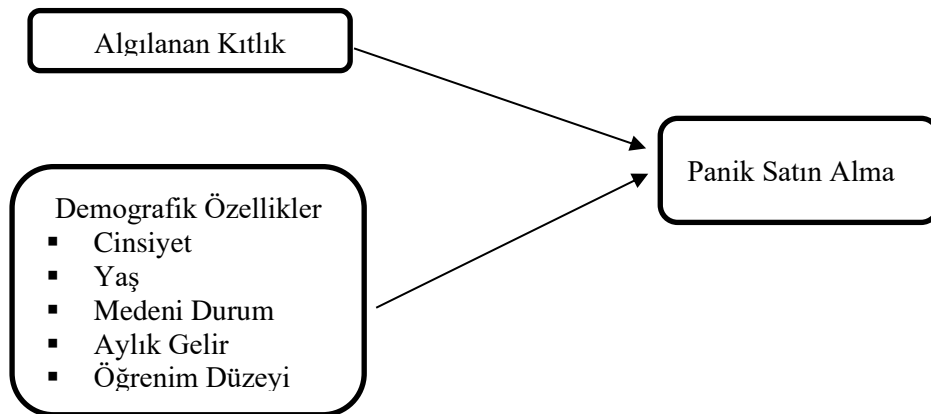 Algılanan Kıtlık
Panik Satın Alma
Demografik Özellikler
▪ Cinsiyet
▪ Yaş
▪ Medeni Durum
▪ Aylık Gelir
▪ Öğrenim Düzeyi